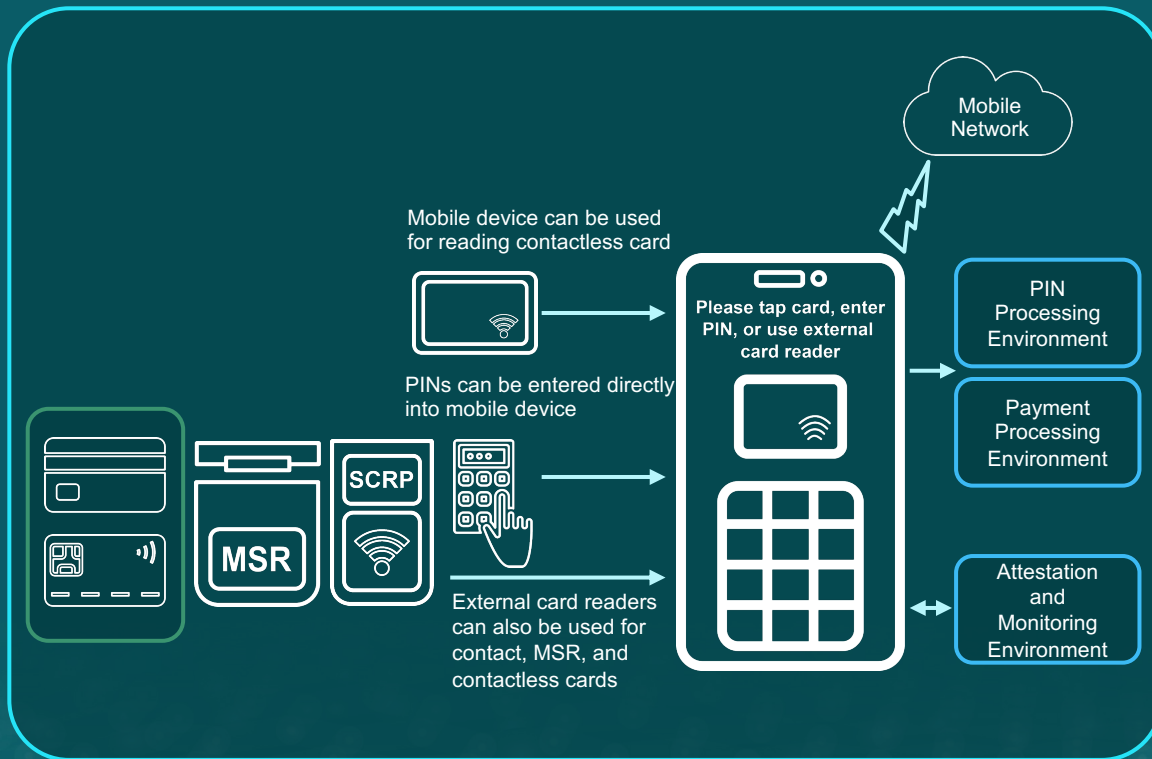 Mobile
Network
Mobile device can be used
for reading contactless card
Please tap card, enter
PIN, or use external
card reader
PIN
Processing
Environment
PINs can be entered directly
into mobile device
Payment
Processing
Environment
SCRP
MSR
External card readers
can also be used for
contact, MSR, and
contactless cards
Attestation
and
Monitoring
Environment